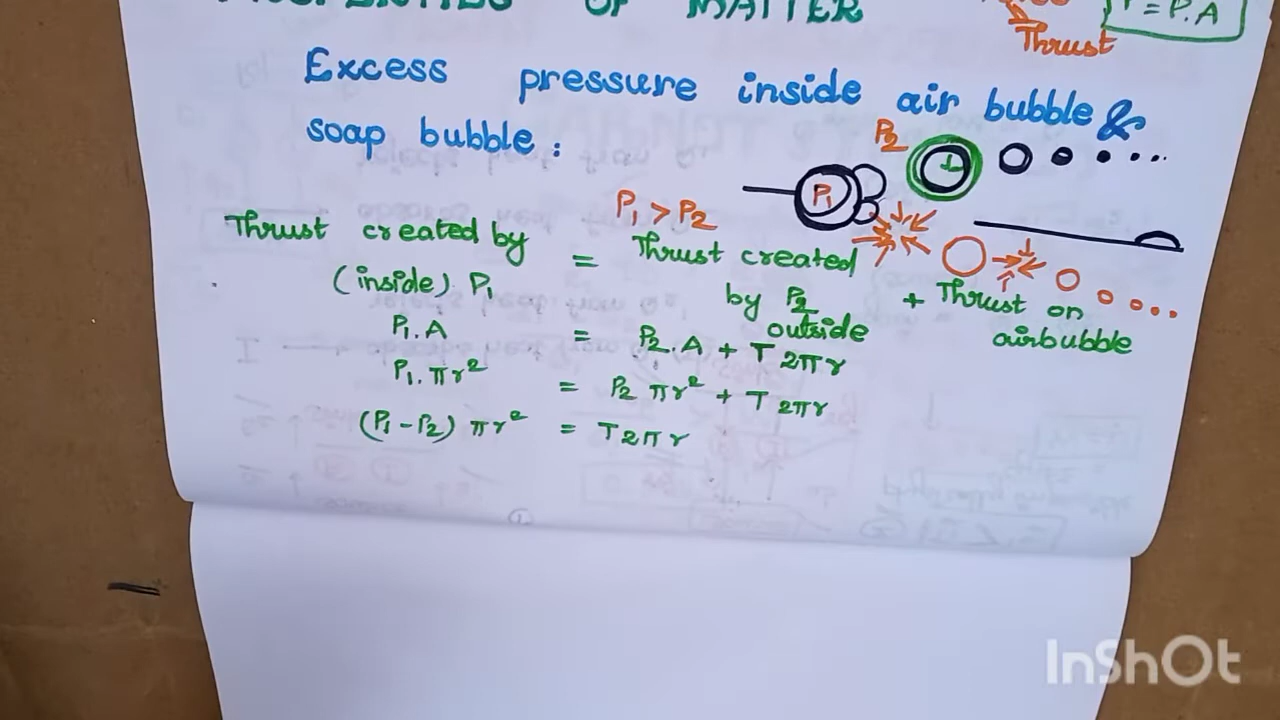 PROPERTIES OF MATTER
Thrust
F = P.A
Excess pressure inside air bubble &
soap bubble :
P2
P1
P1 > P2
Thrust created by = Thrust created
(inside) P1 by P2 + Thrust on
outside airbubble
P1.A = P2.A + T 2πr
P1.πr² = P2 πr² + T 2πr
(P1 - P2) πr² = T 2πr
InShOt